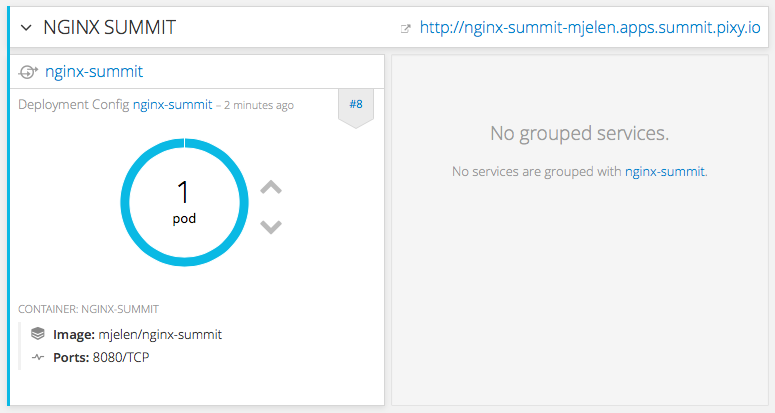 NGINX SUMMIT
http://nginx-summit-mjelen.apps.summit.pixy.io
nginx-summit
Deployment Config nginx-summit – 2 minutes ago
#8
1
pod
CONTAINER: NGINX-SUMMIT
Image: mjelen/nginx-summit
Ports: 8080/TCP
No grouped services.
No services are grouped with nginx-summit.